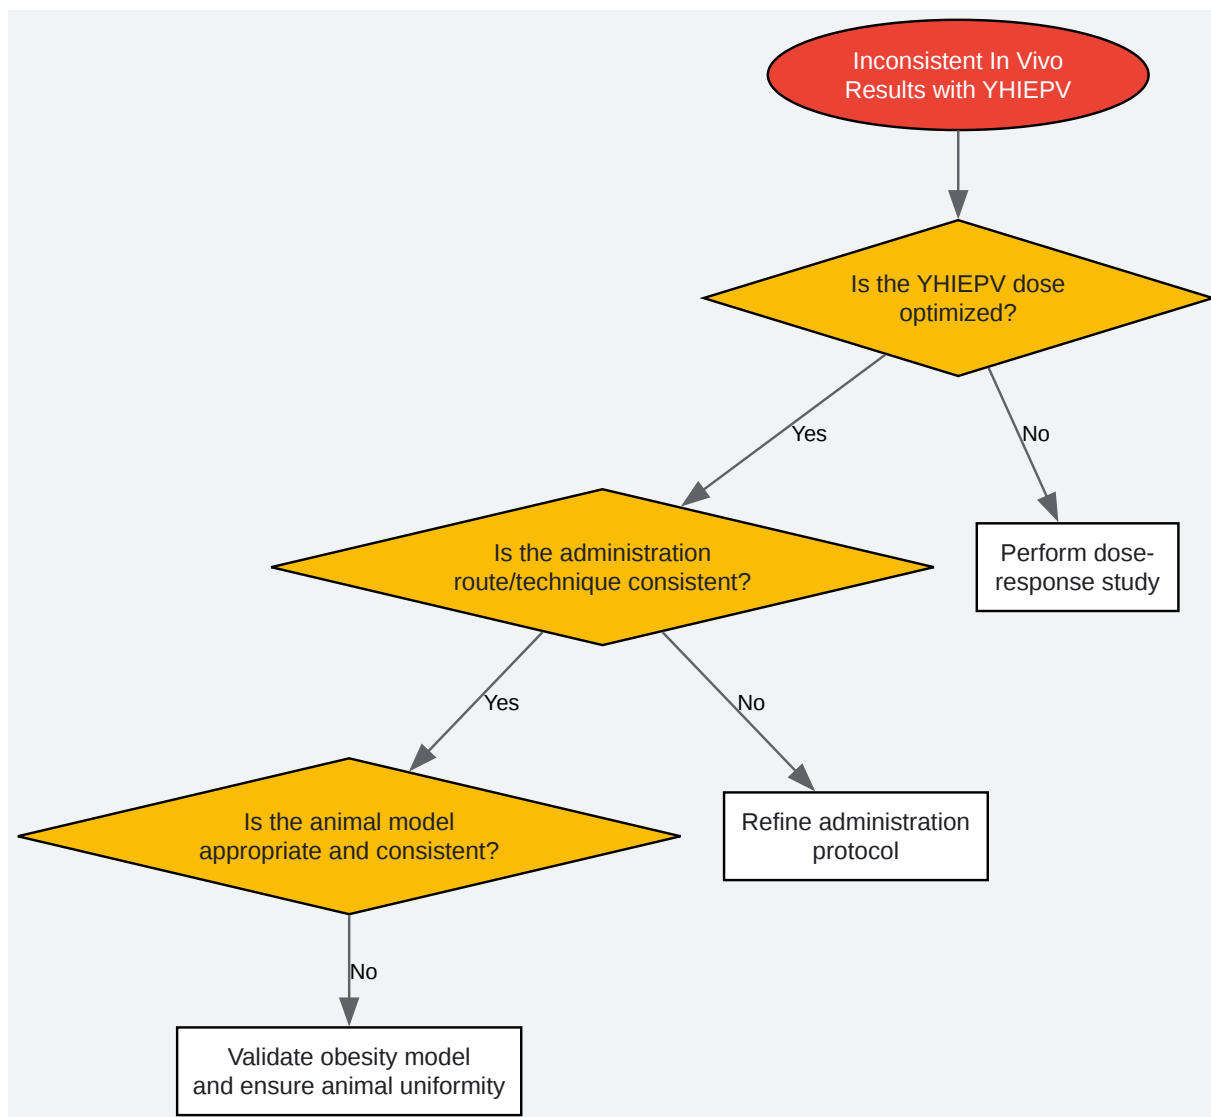 Inconsistent In Vivo
Results with YHIEPV
Is the YHIEPV dose
optimized?
Yes
No
Is the administration
route/technique consistent?
Perform dose-
response study
Yes
No
Is the animal model
appropriate and consistent?
Refine administration
protocol
No
Validate obesity model
and ensure animal uniformity